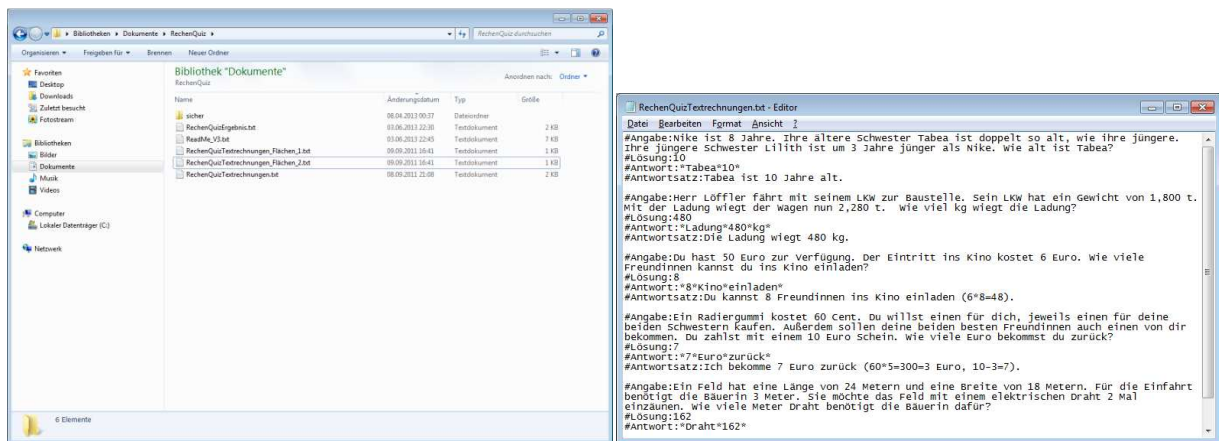 Bibliotheken ▸ Dokumente ▸ RechenQuiz ▸
RechenQuiz durchsuchen
Organisieren Freigeben für Brennen Neuer Ordner
Favoriten
Desktop
Downloads
Zuletzt besucht
Fotostream
Bibliotheken
Bilder
Dokumente
Musik
Videos
Computer
Lokaler Datenträger (C:)
Netzwerk
Bibliothek "Dokumente"
RechenQuiz
Anordnen nach: Ordner
Name Änderungsdatum Typ Größe
sicher 08.04.2013 00:37 Dateiordner
RechenQuizErgebnis.txt 03.06.2013 22:30 Textdokument 2 KB
ReadMe_V3.txt 03.06.2013 22:45 Textdokument 7 KB
RechenQuizTextrechnungen_Flächen_1.txt 09.09.2011 16:41 Textdokument 1 KB
RechenQuizTextrechnungen_Flächen_2.txt 09.09.2011 16:41 Textdokument 1 KB
RechenQuizTextrechnungen.txt 08.09.2011 21:08 Textdokument 2 KB
6 Elemente
RechenQuizTextrechnungen.txt - Editor
Datei Bearbeiten Format Ansicht ?
#Angabe:Nike ist 8 Jahre. Ihre ältere Schwester Tabea ist doppelt so alt, wie ihre jüngere.
Ihre jüngere Schwester Lilith ist um 3 Jahre jünger als Nike. Wie alt ist Tabea?
#Lösung:10
#Antwort:*Tabea*10*
#Antwortsatz:Tabea ist 10 Jahre alt.
#Angabe:Herr Löffler fährt mit seinem LKW zur Baustelle. Sein LKW hat ein Gewicht von 1,800 t.
Mit der Ladung wiegt der Wagen nun 2,280 t. Wie viel kg wiegt die Ladung?
#Lösung:480
#Antwort:*Ladung*480*kg*
#Antwortsatz:Die Ladung wiegt 480 kg.
#Angabe:Du hast 50 Euro zur Verfügung. Der Eintritt ins Kino kostet 6 Euro. Wie viele
Freundinnen kannst du ins Kino einladen?
#Lösung:8
#Antwort:*8*Kino*einladen*
#Antwortsatz:Du kannst 8 Freundinnen ins Kino einladen (6*8=48).
#Angabe:Ein Radiergummi kostet 60 Cent. Du willst einen für dich, jeweils einen für deine
beiden Schwestern kaufen. Außerdem sollen deine beiden besten Freundinnen auch einen von dir
bekommen. Du zahlst mit einem 10 Euro Schein. Wie viele Euro bekommst du zurück?
#Lösung:7
#Antwort:*7*Euro*zurück*
#Antwortsatz:Ich bekomme 7 Euro zurück (60*5=300=3 Euro, 10-3=7).
#Angabe:Ein Feld hat eine Länge von 24 Metern und eine Breite von 18 Metern. Für die Einfahrt
benötigt die Bäuerin 3 Meter. Sie möchte das Feld mit einem elektrischen Draht 2 Mal
einzäunen. Wie viele Meter Draht benötigt die Bäuerin dafür?
#Lösung:162
#Antwort:*Draht*162*